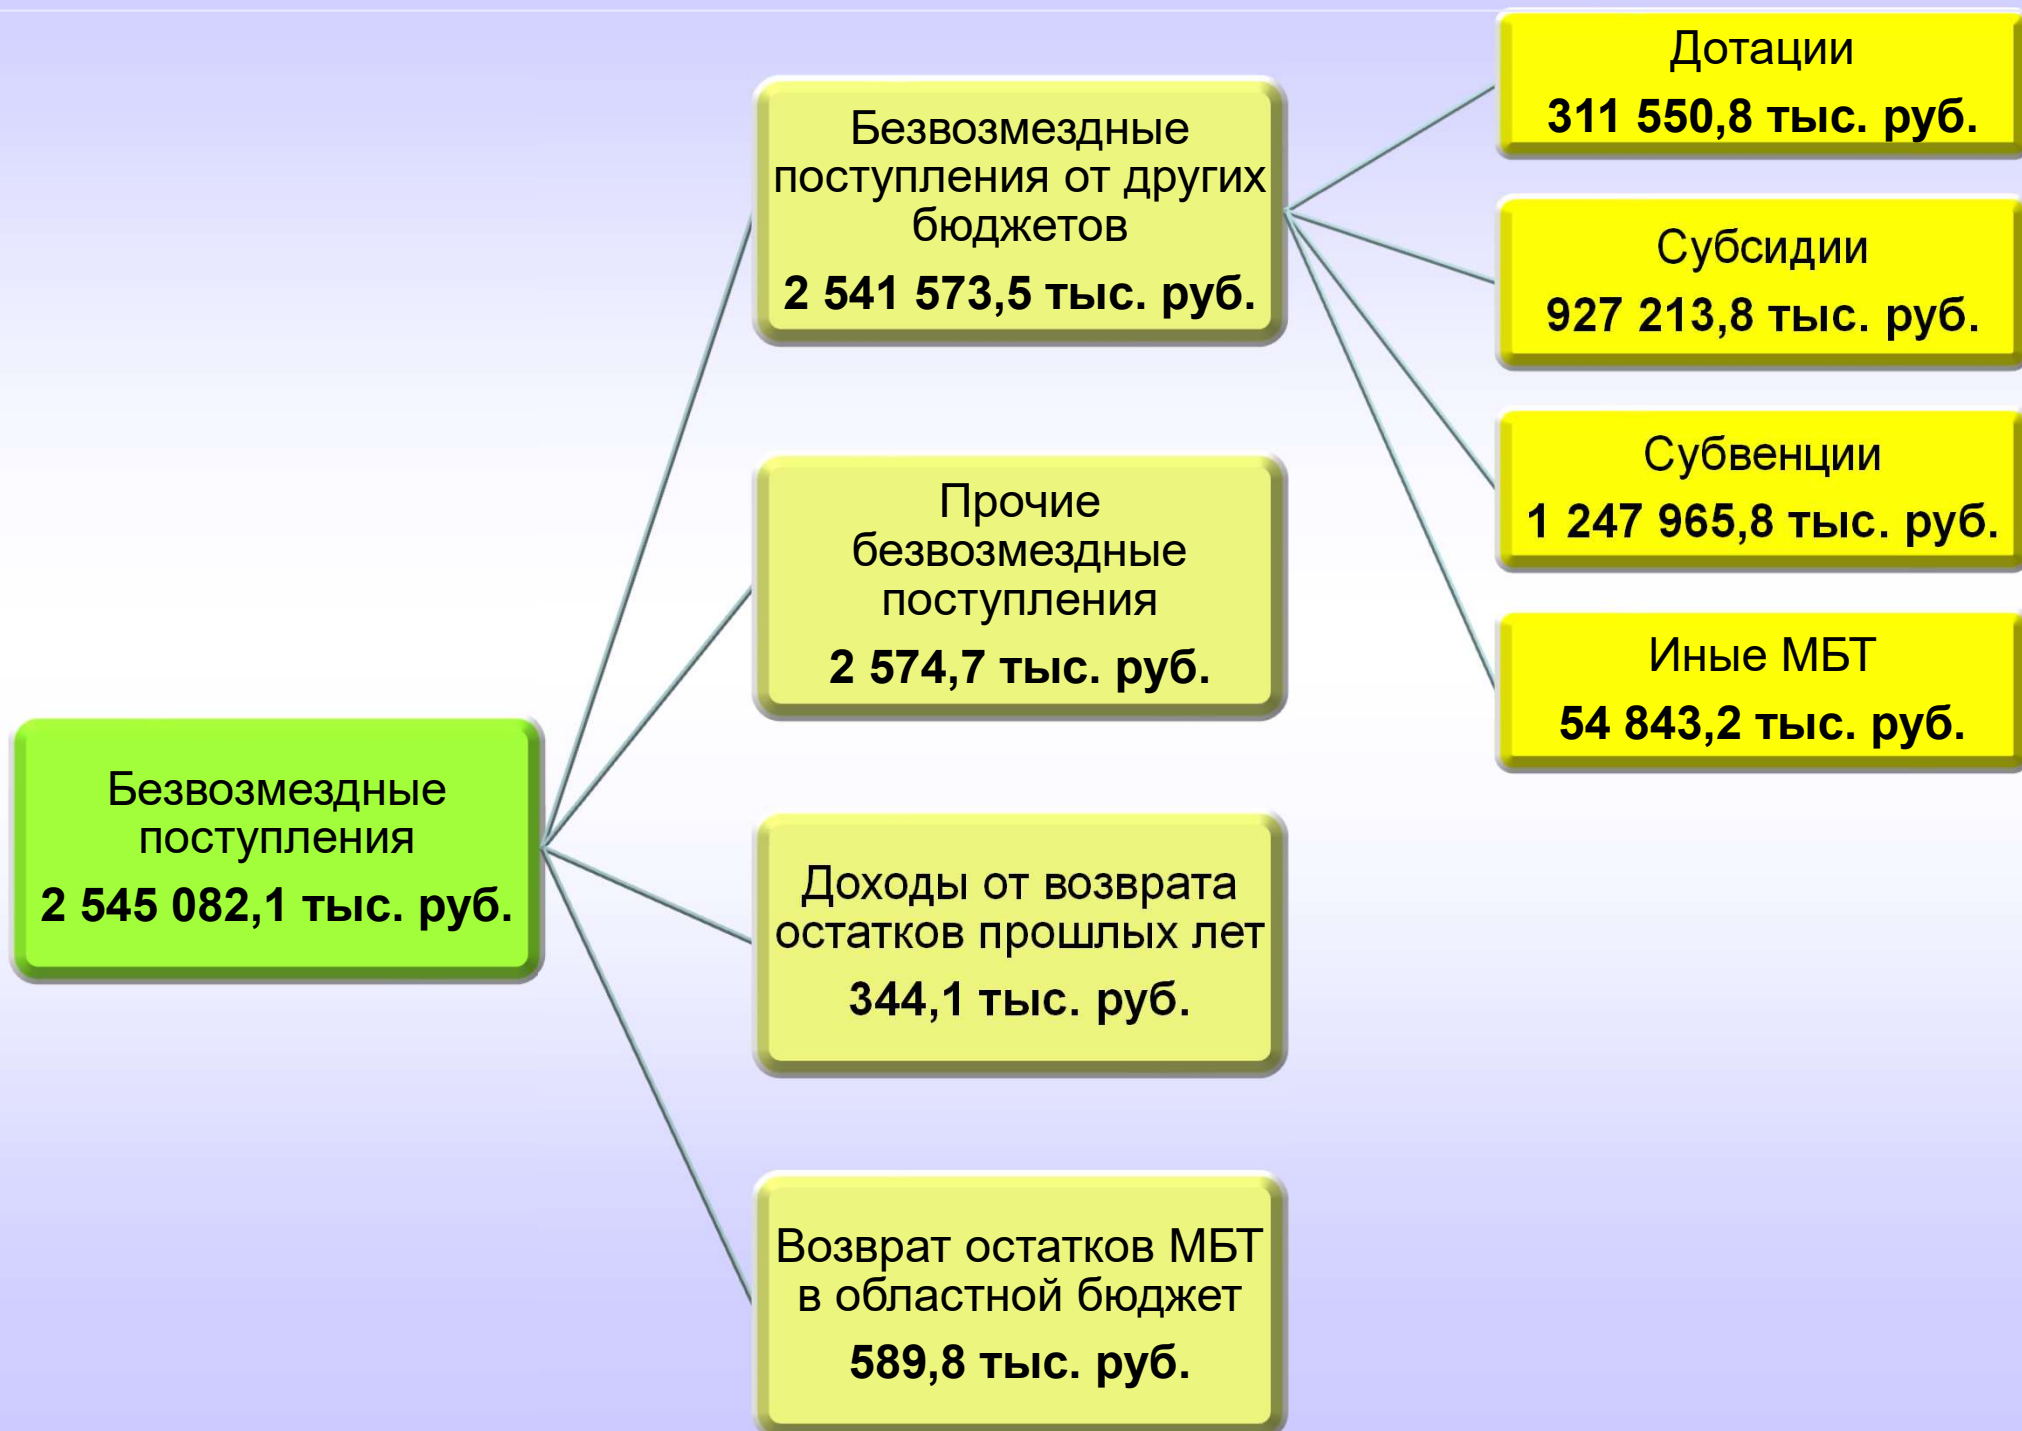 Безвозмездные
поступления
2 545 082,1 тыс. руб.
Безвозмездные
поступления от других
бюджетов
2 541 573,5 тыс. руб.
Прочие
безвозмездные
поступления
2 574,7 тыс. руб.
Доходы от возврата
остатков прошлых лет
344,1 тыс. руб.
Возврат остатков МБТ
в областной бюджет
589,8 тыс. руб.
Дотации
311 550,8 тыс. руб.
Субсидии
927 213,8 тыс. руб.
Субвенции
1 247 965,8 тыс. руб.
Иные МБТ
54 843,2 тыс. руб.